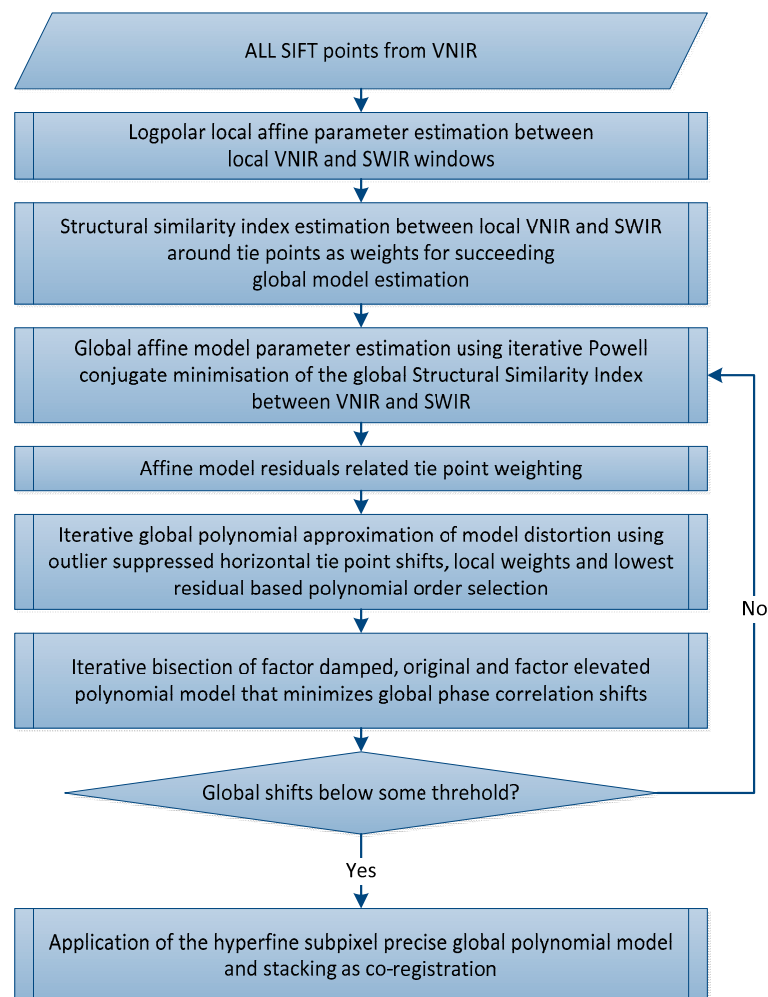 ALL SIFT points from VNIR
Logpolar local affine parameter estimation between
local VNIR and SWIR windows
Structural similarity index estimation between local VNIR and SWIR
around tie points as weights for succeeding
global model estimation
Global affine model parameter estimation using iterative Powell
conjugate minimisation of the global Structural Similarity Index
between VNIR and SWIR
Affine model residuals related tie point weighting
Iterative global polynomial approximation of model distortion using
outlier suppressed horizontal tie point shifts, local weights and lowest
residual based polynomial order selection
No
Iterative bisection of factor damped, original and factor elevated
polynomial model that minimizes global phase correlation shifts
Global shifts below some threhold?
Yes
Application of the hyperfine subpixel precise global polynomial model
and stacking as co-registration